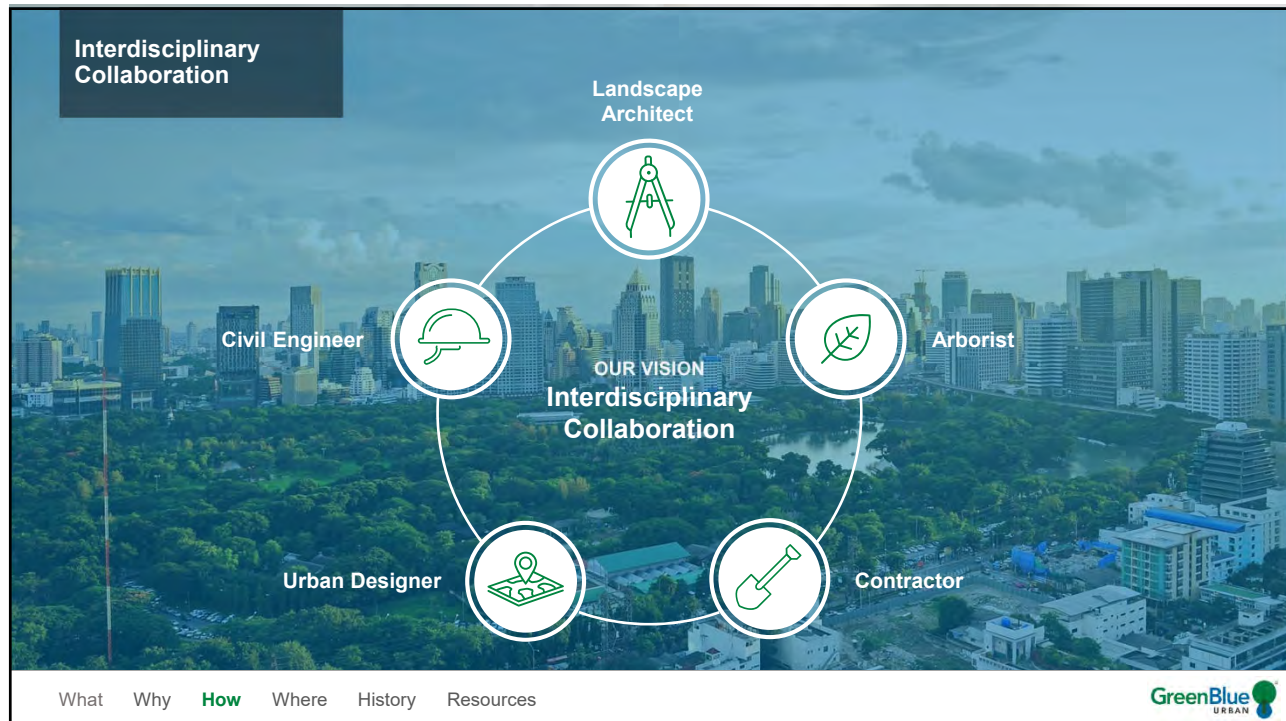 Interdisciplinary
Collaboration
Landscape
Architect
Civil Engineer
Arborist
OUR VISION
Interdisciplinary
Collaboration
Urban Designer
Contractor
What Why How Where History Resources
GreenBlue
URBAN